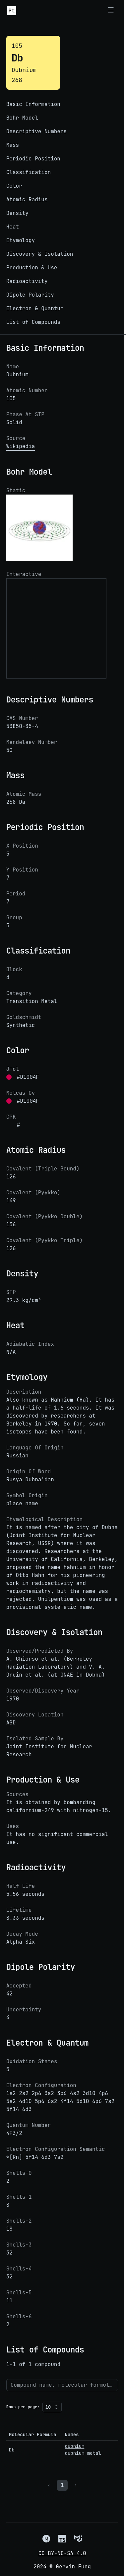 Pt
105
Db
Dubnium
268
Basic Information
Bohr Model
Descriptive Numbers
Mass
Periodic Position
Classification
Color
Atomic Radius
Density
Heat
Etymology
Discovery & Isolation
Production & Use
Radioactivity
Dipole Polarity
Electron & Quantum
List of Compounds
Basic Information
Name
Dubnium
Atomic Number
105
Phase At STP
Solid
Source
Wikipedia
Bohr Model
Static
Interactive
Descriptive Numbers
CAS Number
53850-35-4
Mendeleev Number
50
Mass
Atomic Mass
268 Da
Periodic Position
X Position
5
Y Position
7
Period
7
Group
5
Classification
Block
d
Category
Transition Metal
Goldschmidt
Synthetic
Color
Jmol
#D1004F
Molcas Gv
#D1004F
CPK
#
Atomic Radius
Covalent (Triple Bound)
126
Covalent (Pyykko)
149
Covalent (Pyykko Double)
136
Covalent (Pyykko Triple)
126
Density
STP
29.3 kg/cm³
Heat
Adiabatic Index
N/A
Etymology
Description
Also known as Hahnium (Ha). It has
a half-life of 1.6 seconds. It was
discovered by researchers at
Berkeley in 1970. So far, seven
isotopes have been formed.
Language Of Origin
Russian
Origin Of Word
Russya Dubna'dan
Symbol Origin
place name
Etymological Description
It is named after the city of Dubna
(Joint Institute for Nuclear
Research, USSR) where it was
discovered. Researchers at the
University of California, Berkeley,
proposed the name hahnium in honor
of Otto Hahn for his pioneering
work in radioactivity and
radiochemistry, but the name was
rejected. Unilpentium was used as a
provisional systematic name.
Discovery & Isolation
Observed/Predicted By
A. Ghiorso et al. (Berkeley
Radiation Laboratory) and V. A.
Druin et al. (at DNIAE in Dubna)
Observed/Discovery Year
1970
Discovery Location
ABD
Isolated Sample By
Joint Institute for Nuclear
Research
Production & Use
Sources
It is obtained by bombarding
californium-249 with nitrogen-15.
Uses
It has no significant commercial
use.
Radioactivity
Half Life
5.56 seconds
Lifetime
8.33 seconds
Decay Mode
Alpha Six
Dipole Polarity
Accepted
42
Uncertainty
4
Electron & Quantum
Oxidation States
5
Electron Configuration
1s2 2s2 2p6 3s2 3p6 4s2 3d10 4p6
5s2 4d10 5p6 6s2 4f14 5d10 6p6 7s2
5f14 6d3
Quantum Number
4F3/2
Electron Configuration Semantic
*[Rn] 5f14 6d3 7s2
Shells-0
2
Shells-1
8
Shells-2
18
Shells-3
32
Shells-4
32
Shells-5
11
Shells-6
2
List of Compounds
1-1 of 1 compound
Compound name, molecular formul…
Rows per page: 10
Molecular Formula Names
Db
dubnium
dubnium metal
1
CC BY-NC-SA 4.0
2024 © Gervin Fung